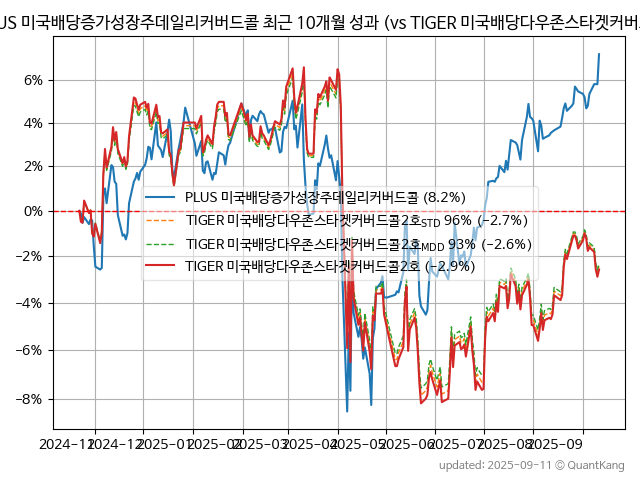 US 미국배당증가성장주데일리커버드콜 최근 10개월 성과 (vs TIGER 미국배당다우존스타겟커버
6%
4%
2%
0%
−2%
−4%
−6%
−8%
PLUS 미국배당증가성장주데일리커버드콜 (8.2%)
TIGER 미국배당다우존스타겟커버드콜2호STD 96% (−2.7%)
TIGER 미국배당다우존스타겟커버드콜2호MDD 93% (−2.6%)
TIGER 미국배당다우존스타겟커버드콜2호 (−2.9%)
2024-11 2024-12 2025-01 2025-02 2025-03 2025-04 2025-05 2025-06 2025-07 2025-08 2025-09
updated: 2025-09-11 ⓒ QuantKang